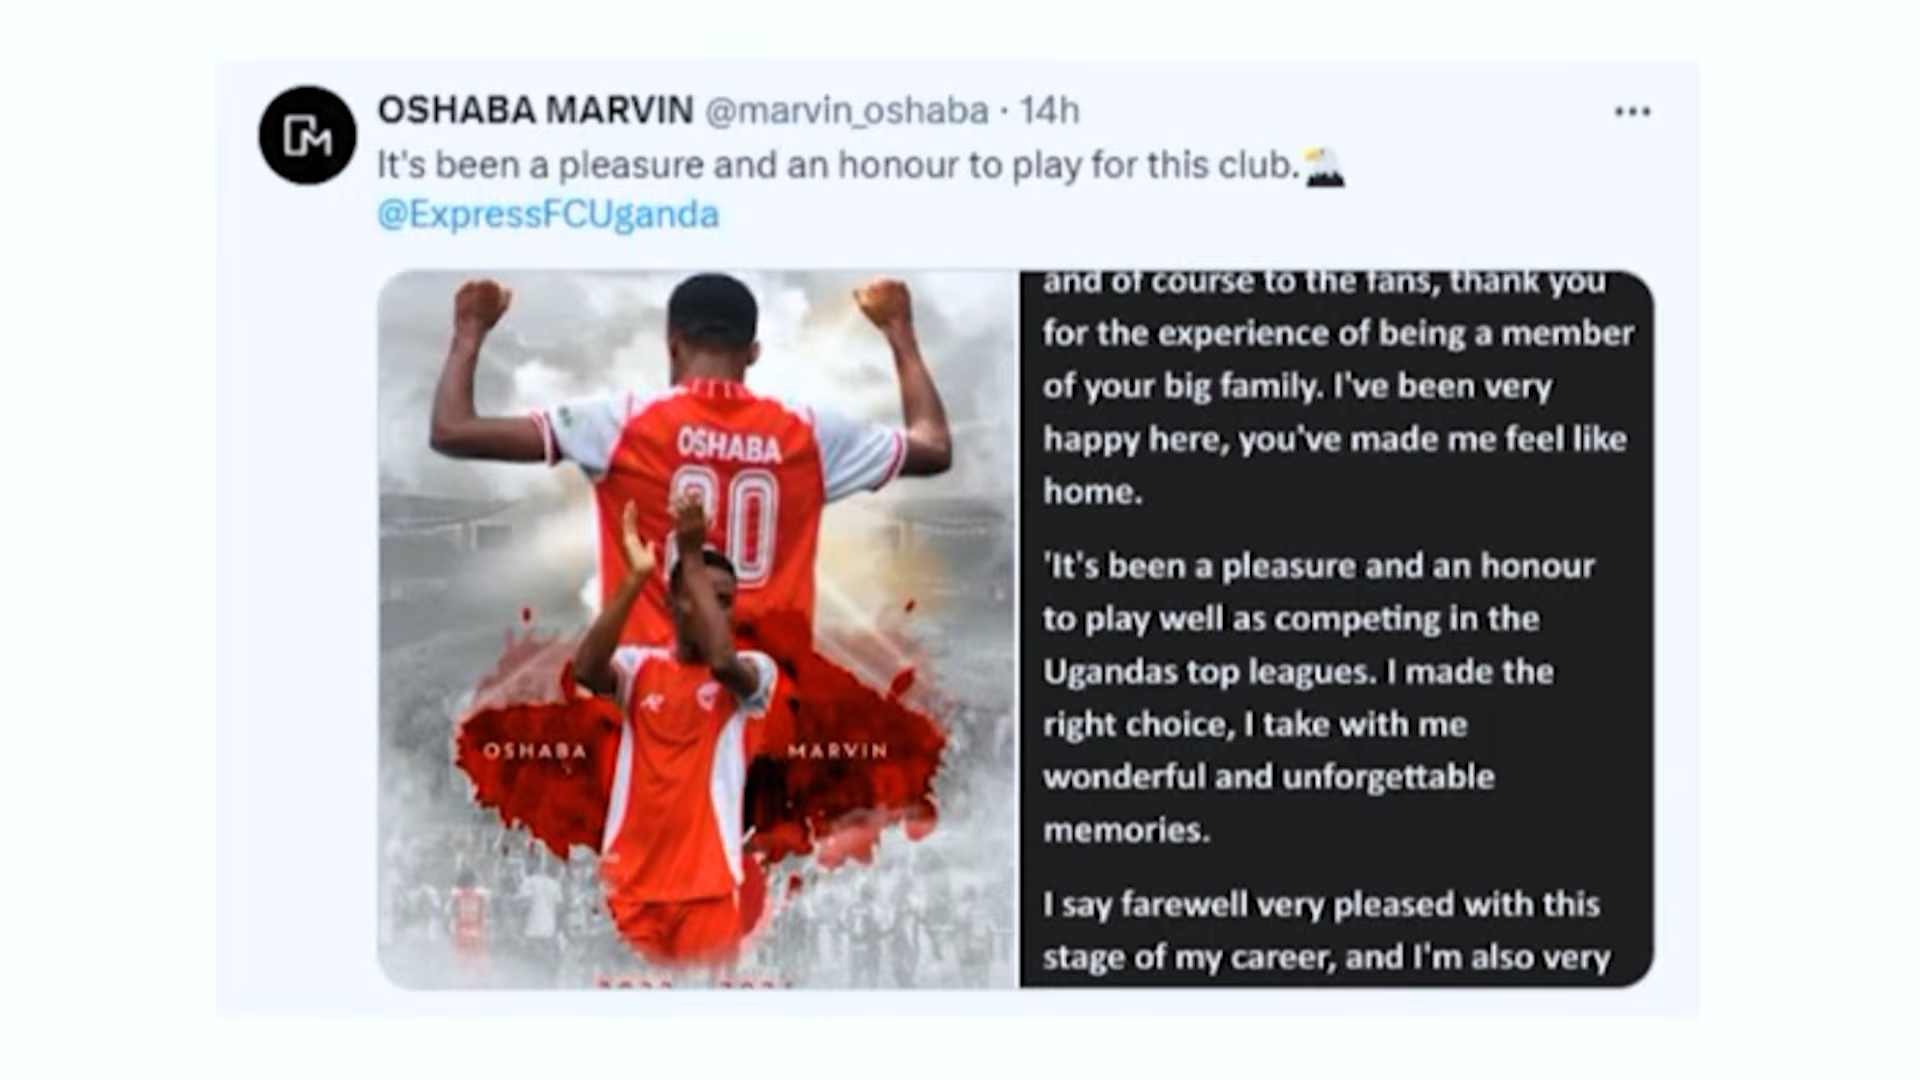 OSHABA MARVIN @marvin_oshaba · 14h
It's been a pleasure and an honour to play for this club.
@ExpressFCUganda
OSHABA
20
OSHABA MARVIN
and of course to the fans, thank you
for the experience of being a member
of your big family. I've been very
happy here, you've made me feel like
home.
'It's been a pleasure and an honour
to play well as competing in the
Ugandas top leagues. I made the
right choice, I take with me
wonderful and unforgettable
memories.
I say farewell very pleased with this
stage of my career, and I'm also very